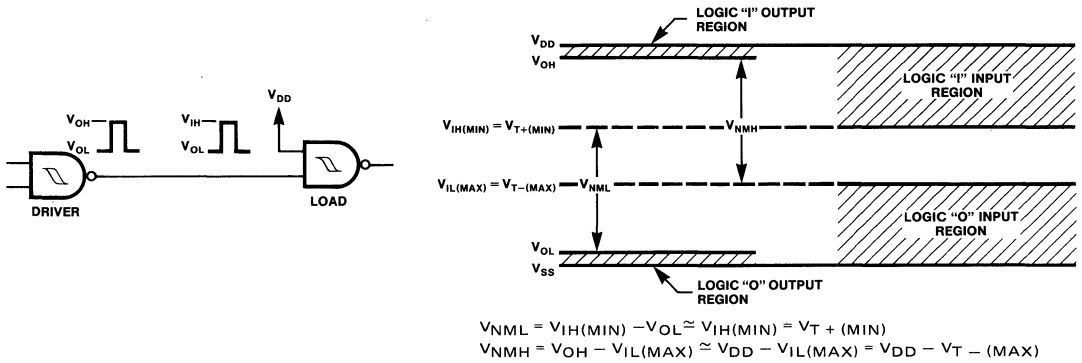 LOGIC “I” OUTPUT
REGION
VDD
VOH
LOGIC “I” INPUT
REGION
VDD
VOH
VIH
VOL
VOL
VIH(MIN) = VT+(MIN)
VNMH
VIL(MAX) = VT–(MAX)
VNML
DRIVER
LOAD
LOGIC “O” INPUT
REGION
VOL
VSS
LOGIC “O” OUTPUT
REGION
VNML = VIH(MIN) –VOL ≃ VIH(MIN) = VT + (MIN)
VNMH = VOH – VIL(MAX) ≃ VDD – VIL(MAX) = VDD – VT – (MAX)